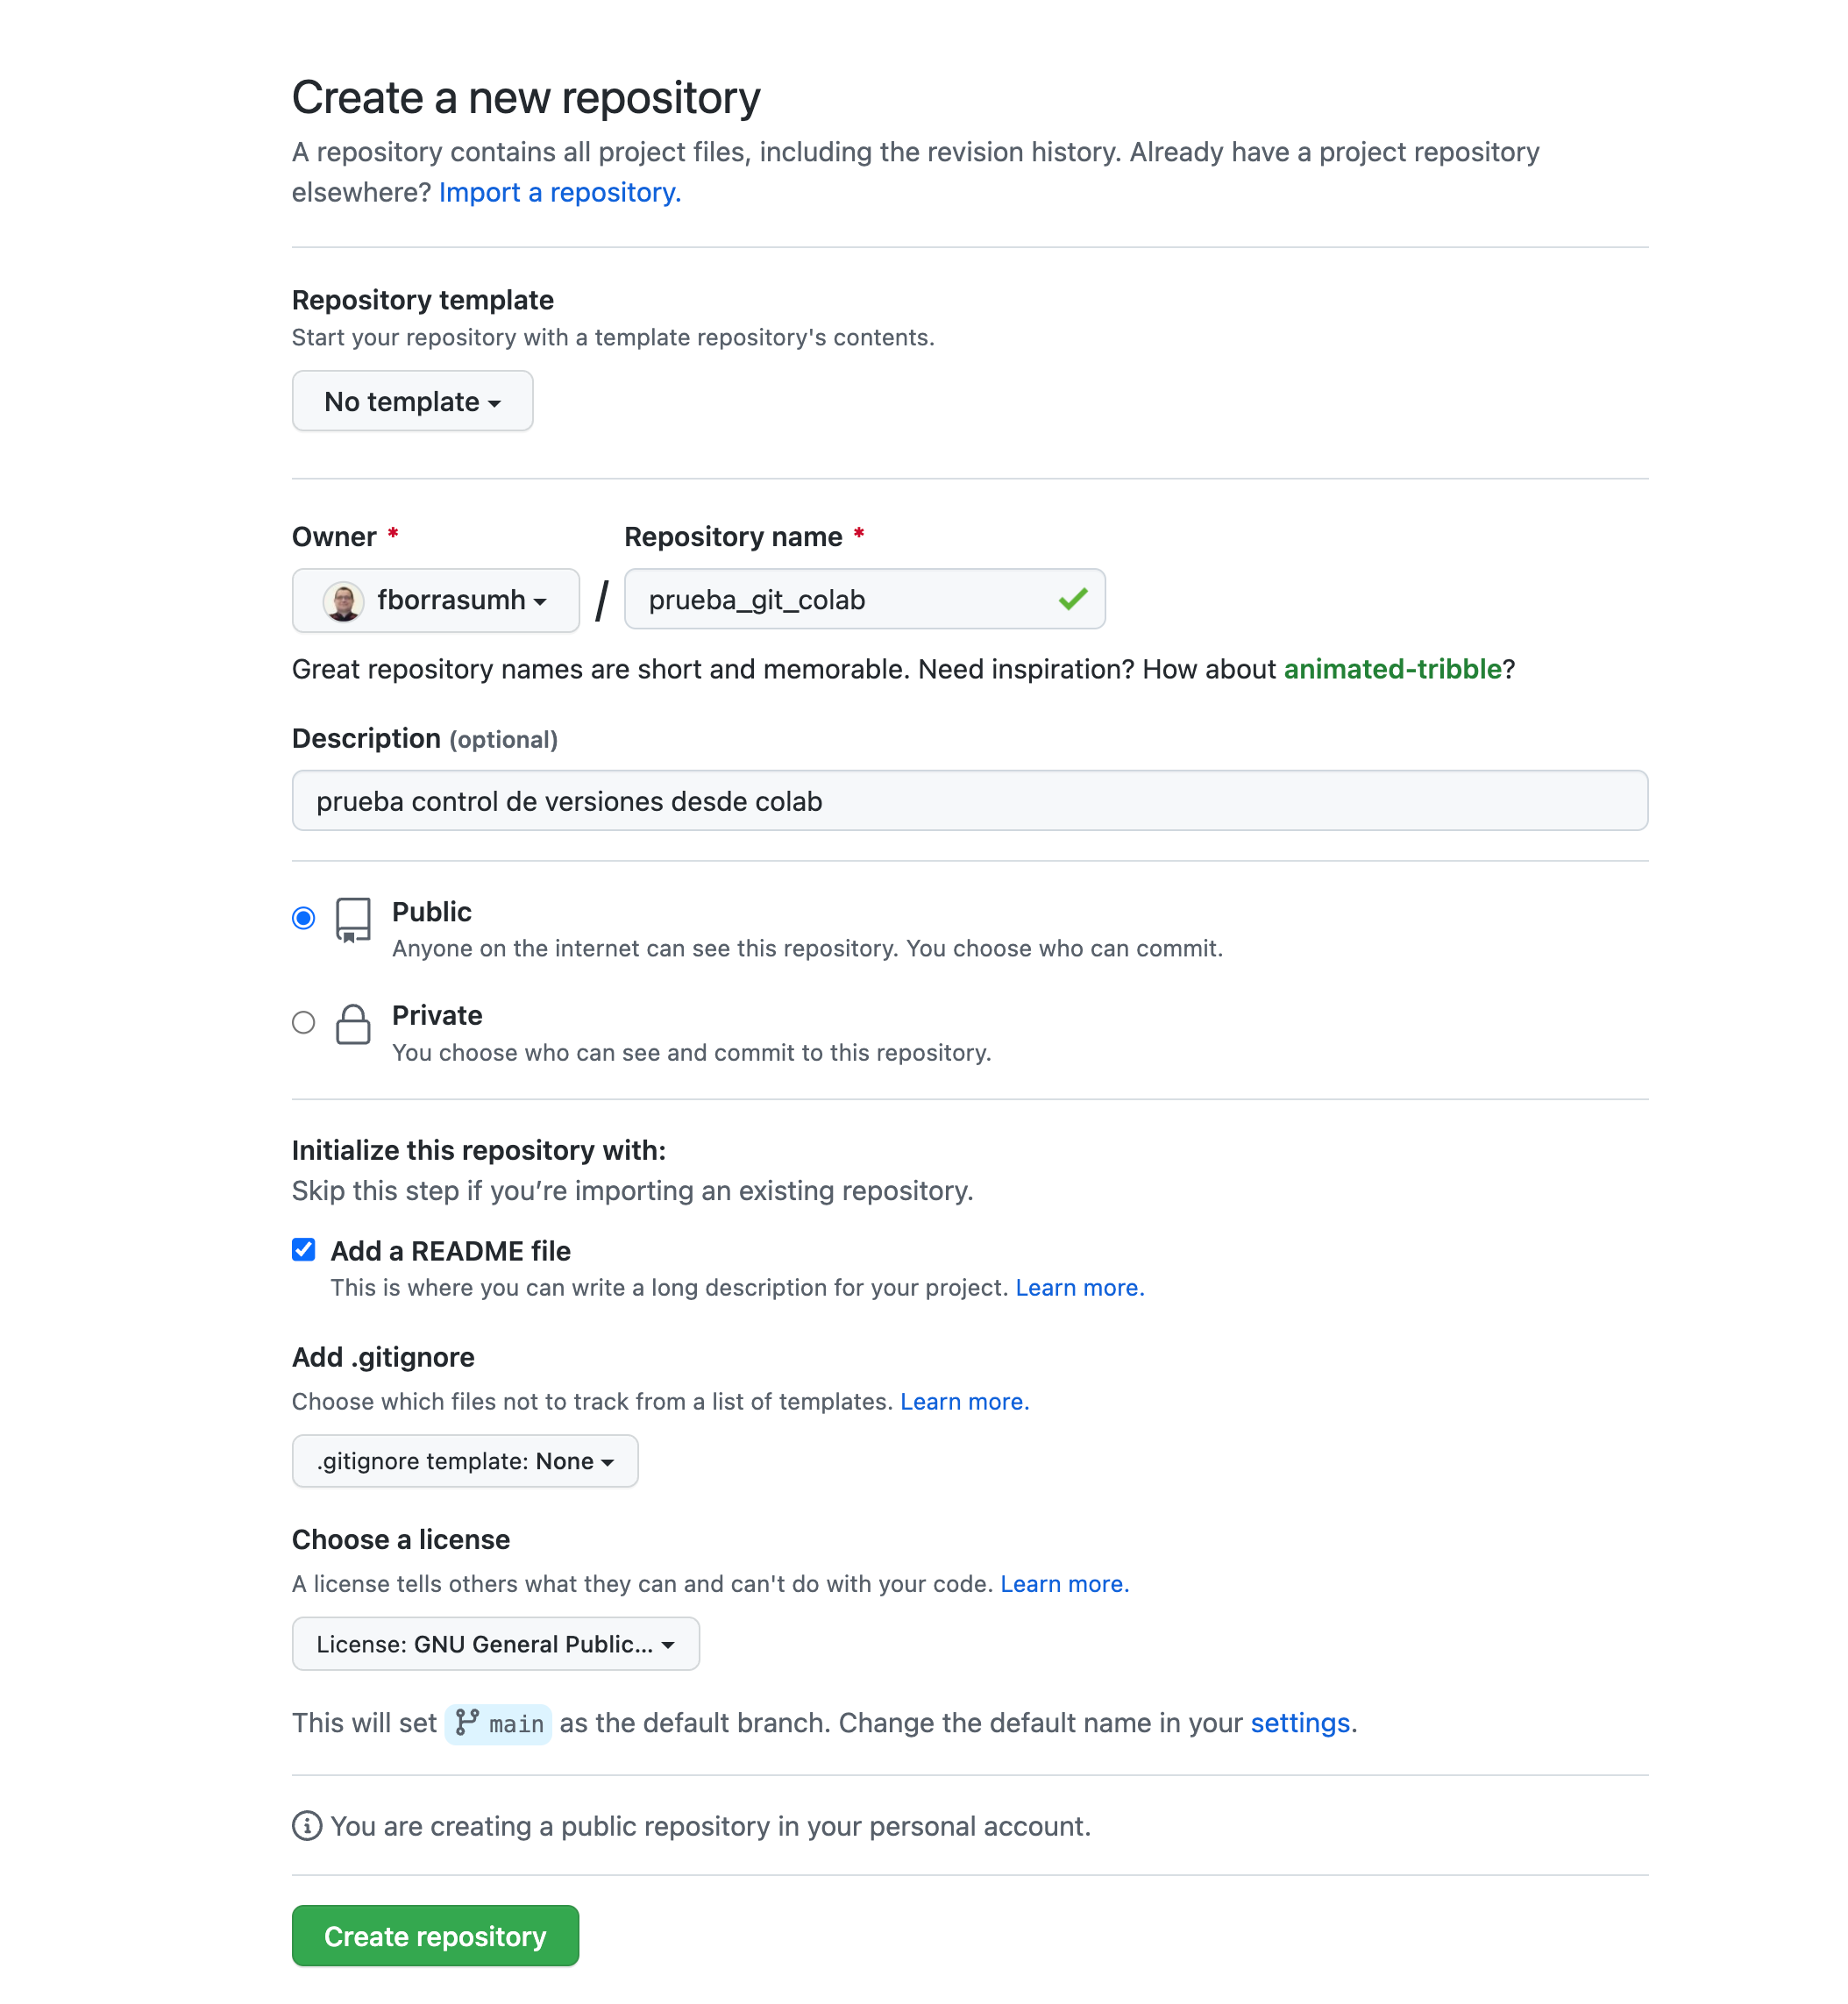 Create a new repository
A repository contains all project files, including the revision history. Already have a project repository
elsewhere? Import a repository.
Repository template
Start your repository with a template repository's contents.
No template
Owner * Repository name *
fborrasumh / prueba_git_colab
Great repository names are short and memorable. Need inspiration? How about animated-tribble?
Description (optional)
prueba control de versiones desde colab
Public
Anyone on the internet can see this repository. You choose who can commit.
Private
You choose who can see and commit to this repository.
Initialize this repository with:
Skip this step if you’re importing an existing repository.
Add a README file
This is where you can write a long description for your project. Learn more.
Add .gitignore
Choose which files not to track from a list of templates. Learn more.
.gitignore template: None
Choose a license
A license tells others what they can and can't do with your code. Learn more.
License: GNU General Public...
This will set main as the default branch. Change the default name in your settings.
You are creating a public repository in your personal account.
Create repository